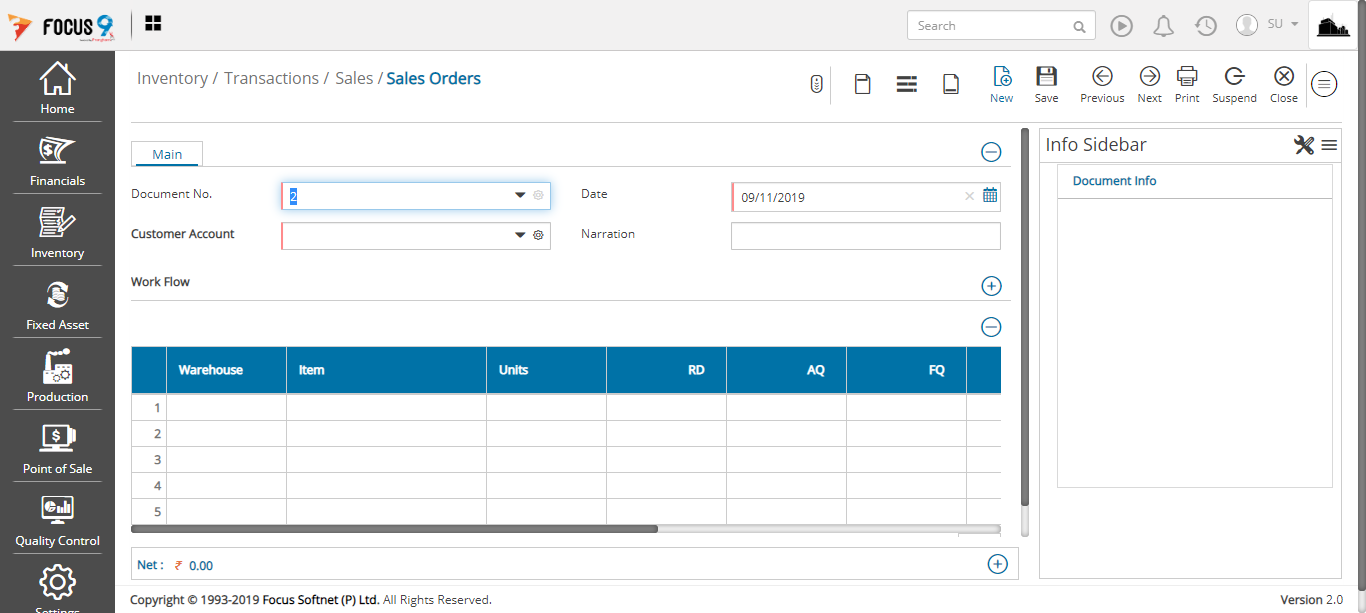 FOCUS 9
Search
SU
Home
Financials
Inventory
Fixed Asset
Production
Point of Sale
Quality Control
Settings
Inventory / Transactions / Sales / Sales Orders
New
Save
Previous
Next
Print
Suspend
Close
Main
Document No.
2
Date
09/11/2019
Customer Account
Narration
Work Flow
Warehouse Item Units RD AQ FQ
1
2
3
4
5
Net : ₹ 0.00
Info Sidebar
Document Info
Copyright © 1993-2019 Focus Softnet (P) Ltd. All Rights Reserved.
Version 2.0